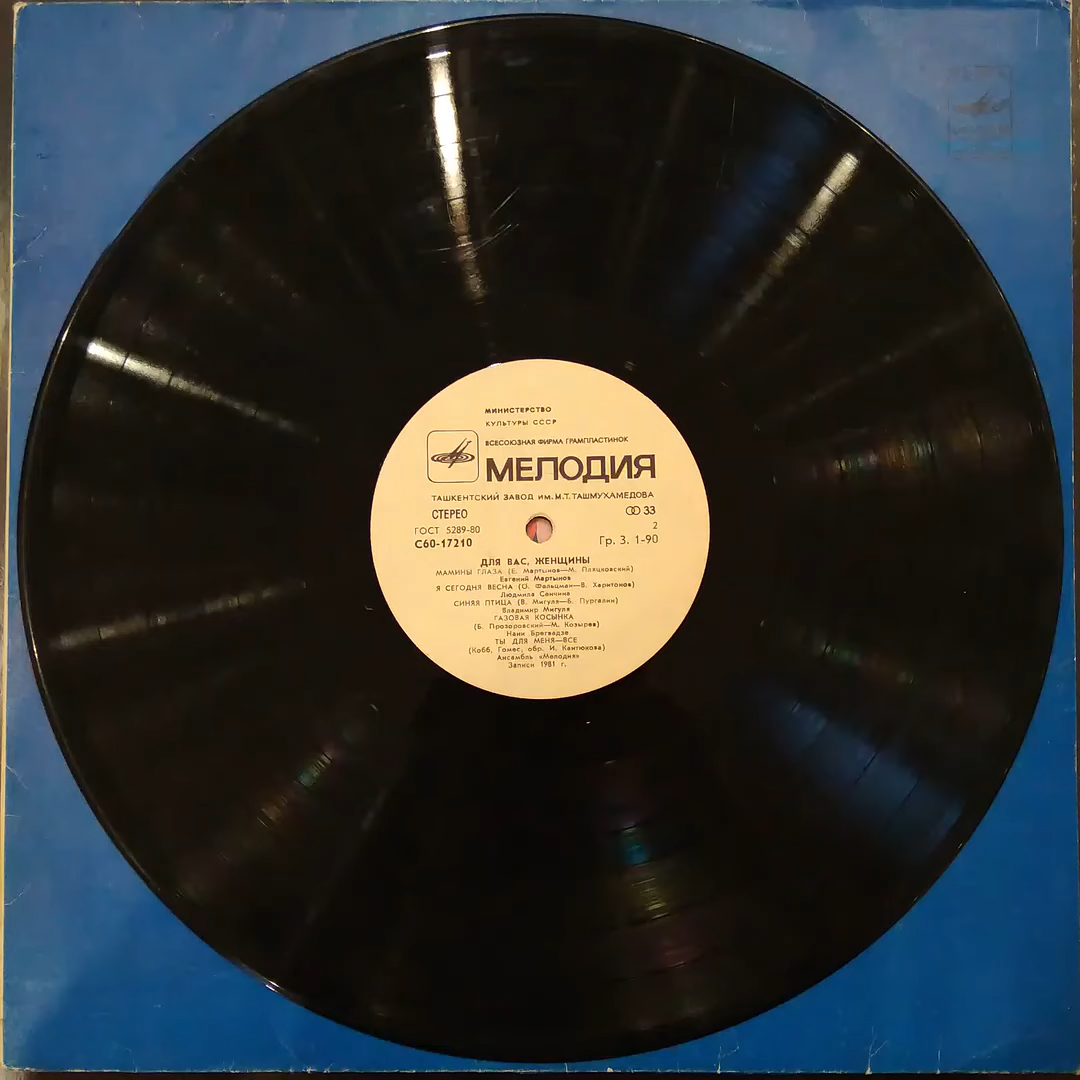 МИНИСТЕРСТВО
КУЛЬТУРЫ СССР
ВСЕСОЮЗНАЯ ФИРМА ГРАМПЛАСТИНОК
МЕЛОДИЯ
ТАШКЕНТСКИЙ ЗАВОД ИМ. М.Т. ТАШМУХАМЕДОВА
СТЕРЕО
33
ГОСТ 5289-80
2
С60-17210
Гр. 3. 1-90
ДЛЯ ВАС, ЖЕНЩИНЫ
МАМИНЫ ГЛАЗА (Е. Мартынов—М. Пляцковский)
Евгений Мартынов
Я СЕГОДНЯ ВЕСНА (О. Фельцман—В. Харитонов)
Людмила Сенчина
СИНЯЯ ПТИЦА (В. Мигуля—Б. Пургалин)
Владимир Мигуля
ГАЗОВАЯ КОСЫНКА
(Б. Прозоровский—М. Козырев)
Нани Брегвадзе
ТЫ ДЛЯ МЕНЯ—ВСЕ
(Кобб, Гомес, обр. И. Кантюкова)
Ансамбль «Мелодия»
Записи 1981 г.